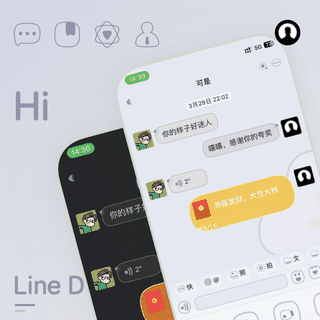 Hi
14:30
5G
可是
3月29日 22:02
你的样子好迷人
嘻嘻，感谢你的夸奖
2"
恭喜发财，大吉大利
14:30
你的样子
2"
快
照
拍
文
Line D